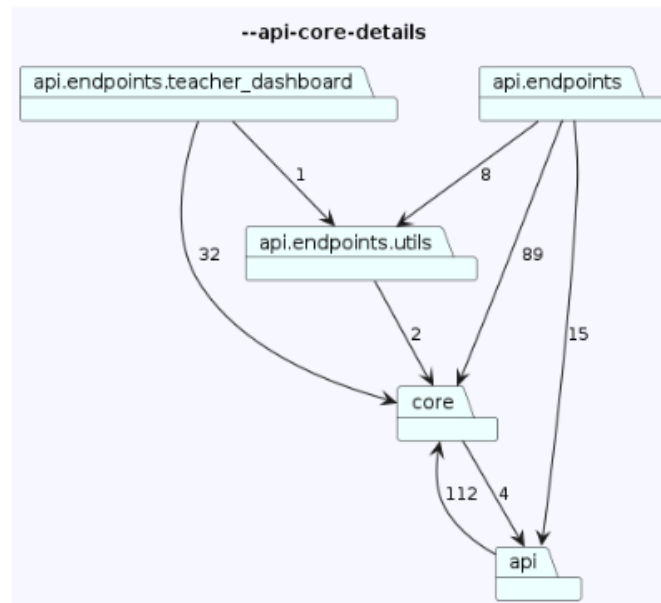 --api-core-details
api.endpoints.teacher_dashboard
api.endpoints
1
8
api.endpoints.utils
32
89
2
15
core
112
4
api